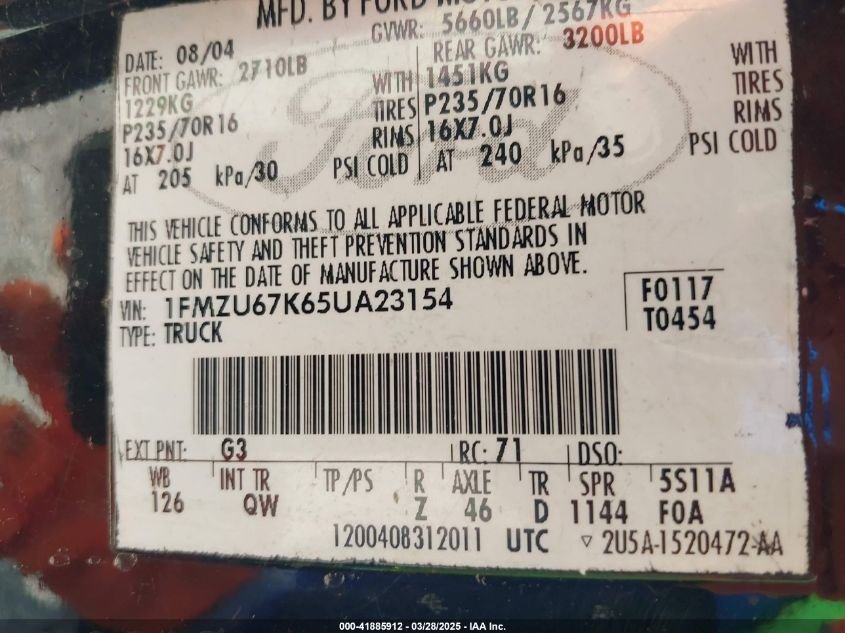 MFD. BY FORD MOTOR
DATE: 08/04 GVWR: 5660LB / 2567KG
FRONT GAWR: 2710LB REAR GAWR: 3200LB
1229KG WITH 1451KG WITH
P235/70R16 TIRES P235/70R16 TIRES
16X7.0J RIMS 16X7.0J RIMS
AT 205 kPa/30 PSI COLD AT 240 kPa/35 PSI COLD
Ford
THIS VEHICLE CONFORMS TO ALL APPLICABLE FEDERAL MOTOR
VEHICLE SAFETY AND THEFT PREVENTION STANDARDS IN
EFFECT ON THE DATE OF MANUFACTURE SHOWN ABOVE.
VIN: 1FMZU67K65UA23154 F0117
TYPE: TRUCK T0454
EXT PNT: G3 RC: 71 DSO:
WB INT TR TP/PS R AXLE TR SPR 5S11A
126 QW Z 46 D 1144 F0A
1200408312011 UTC ▽ 2U5A-1520472-AA
000-41885912 — 03/28/2025 — IAA Inc.